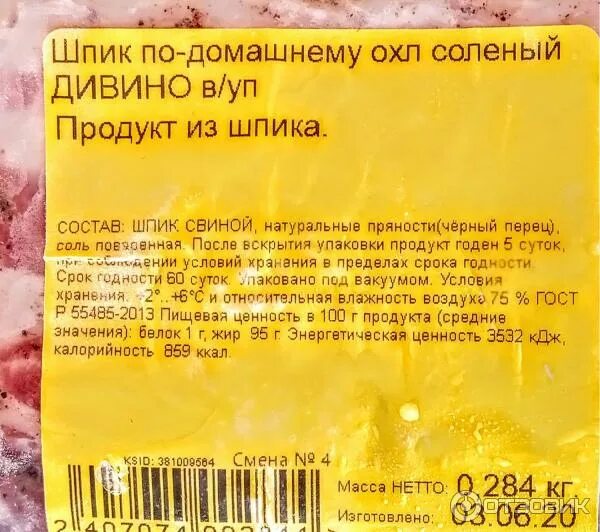 Шпик по-домашнему охл соленый
ДИВИНО в/уп
Продукт из шпика.
СОСТАВ: ШПИК СВИНОЙ, натуральные пряности(чёрный перец),
соль поваренная. После вскрытия упаковки продукт годен 5 суток,
при соблюдении условий хранения в пределах срока годности.
Срок годности 60 суток. Упаковано под вакуумом. Условия
хранения: +2°..+6°С и относительная влажность воздуха 75 % ГОСТ
Р 55485-2013 Пищевая ценность в 100 г продукта (средние
значения): белок 1 г, жир 95 г. Энергетическая ценность 3532 кДж,
калорийность 859 ккал.
KSID: 381009564 Смена № 4
Масса НЕТТО: 0,284 кг
Изготовлено: 03.06.20
отзовик